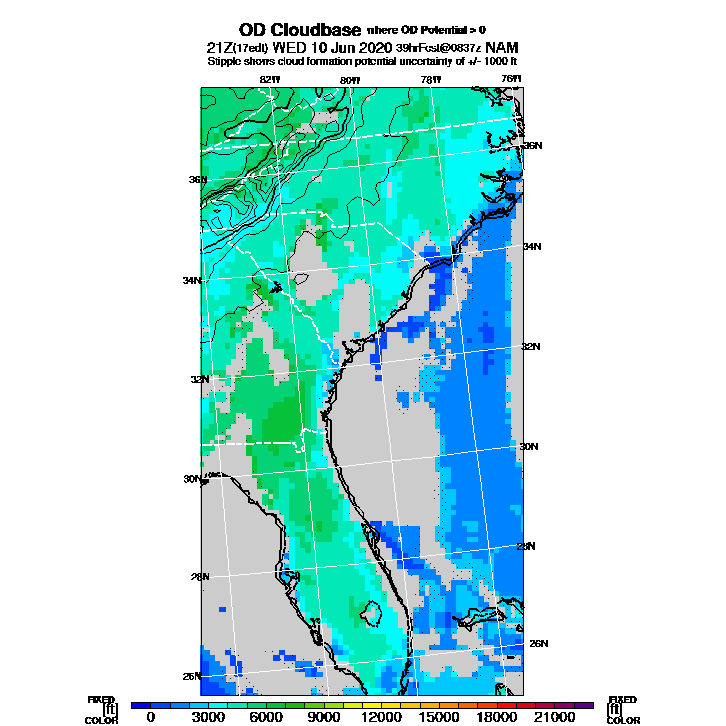 OD Cloudbase where OD Potential > 0
21Z(17edt) WED 10 Jun 2020 39hrFcst@0837z NAM
Stipple shows cloud formation potential uncertainty of +/- 1000 ft
82W 80W 78W 76W
36N
36N
34N
34N
32N
32N
30N
30N
28N
28N
26N
26N
FIXED FIXED
[ft] 0 3000 6000 9000 12000 15000 18000 21000 [ft]
COLOR COLOR